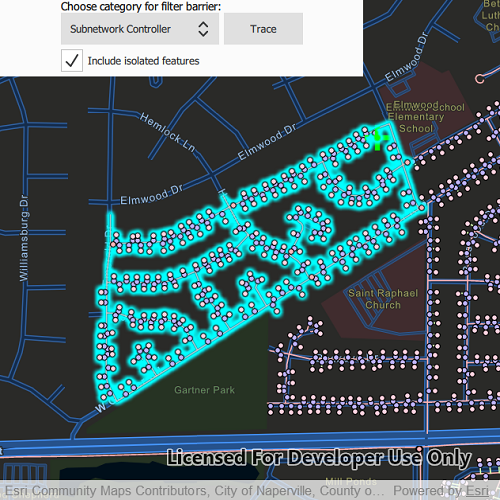 Choose category for filter barrier:
Subnetwork Controller
Trace
Include isolated features
Elmwood Dr
Hemlock Ln
Elmwood Dr
Elmwood School
Elmwood
Elementary
School
Elmwood Dr
Williamsburg Dr
Saint Raphael
Church
Gartner Park
Licensed For Developer Use Only
Mill Ponds
Esri Community Maps Contributors, City of Naperville, County o... Powered by Esri